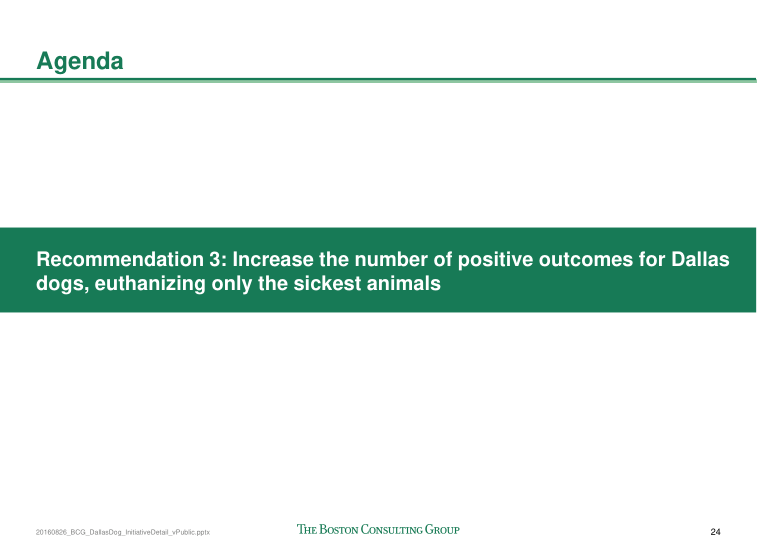 Agenda
Recommendation 3: Increase the number of positive outcomes for Dallas
dogs, euthanizing only the sickest animals
20160826_BCG_DallasDog_InitiativeDetail_vPublic.pptx
THE BOSTON CONSULTING GROUP
24